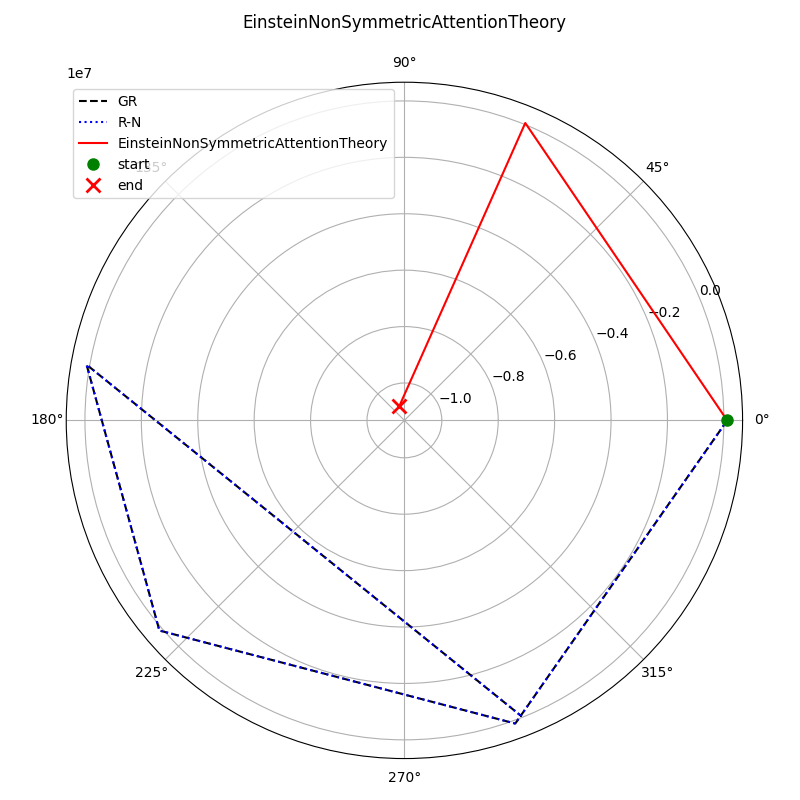 EinsteinNonSymmetricAttentionTheory
90°
1e7
GR
R-N
EinsteinNonSymmetricAttentionTheory
start
end
135°
45°
0.0
−0.2
−0.4
−0.6
−0.8
−1.0
180°
0°
225°
315°
270°